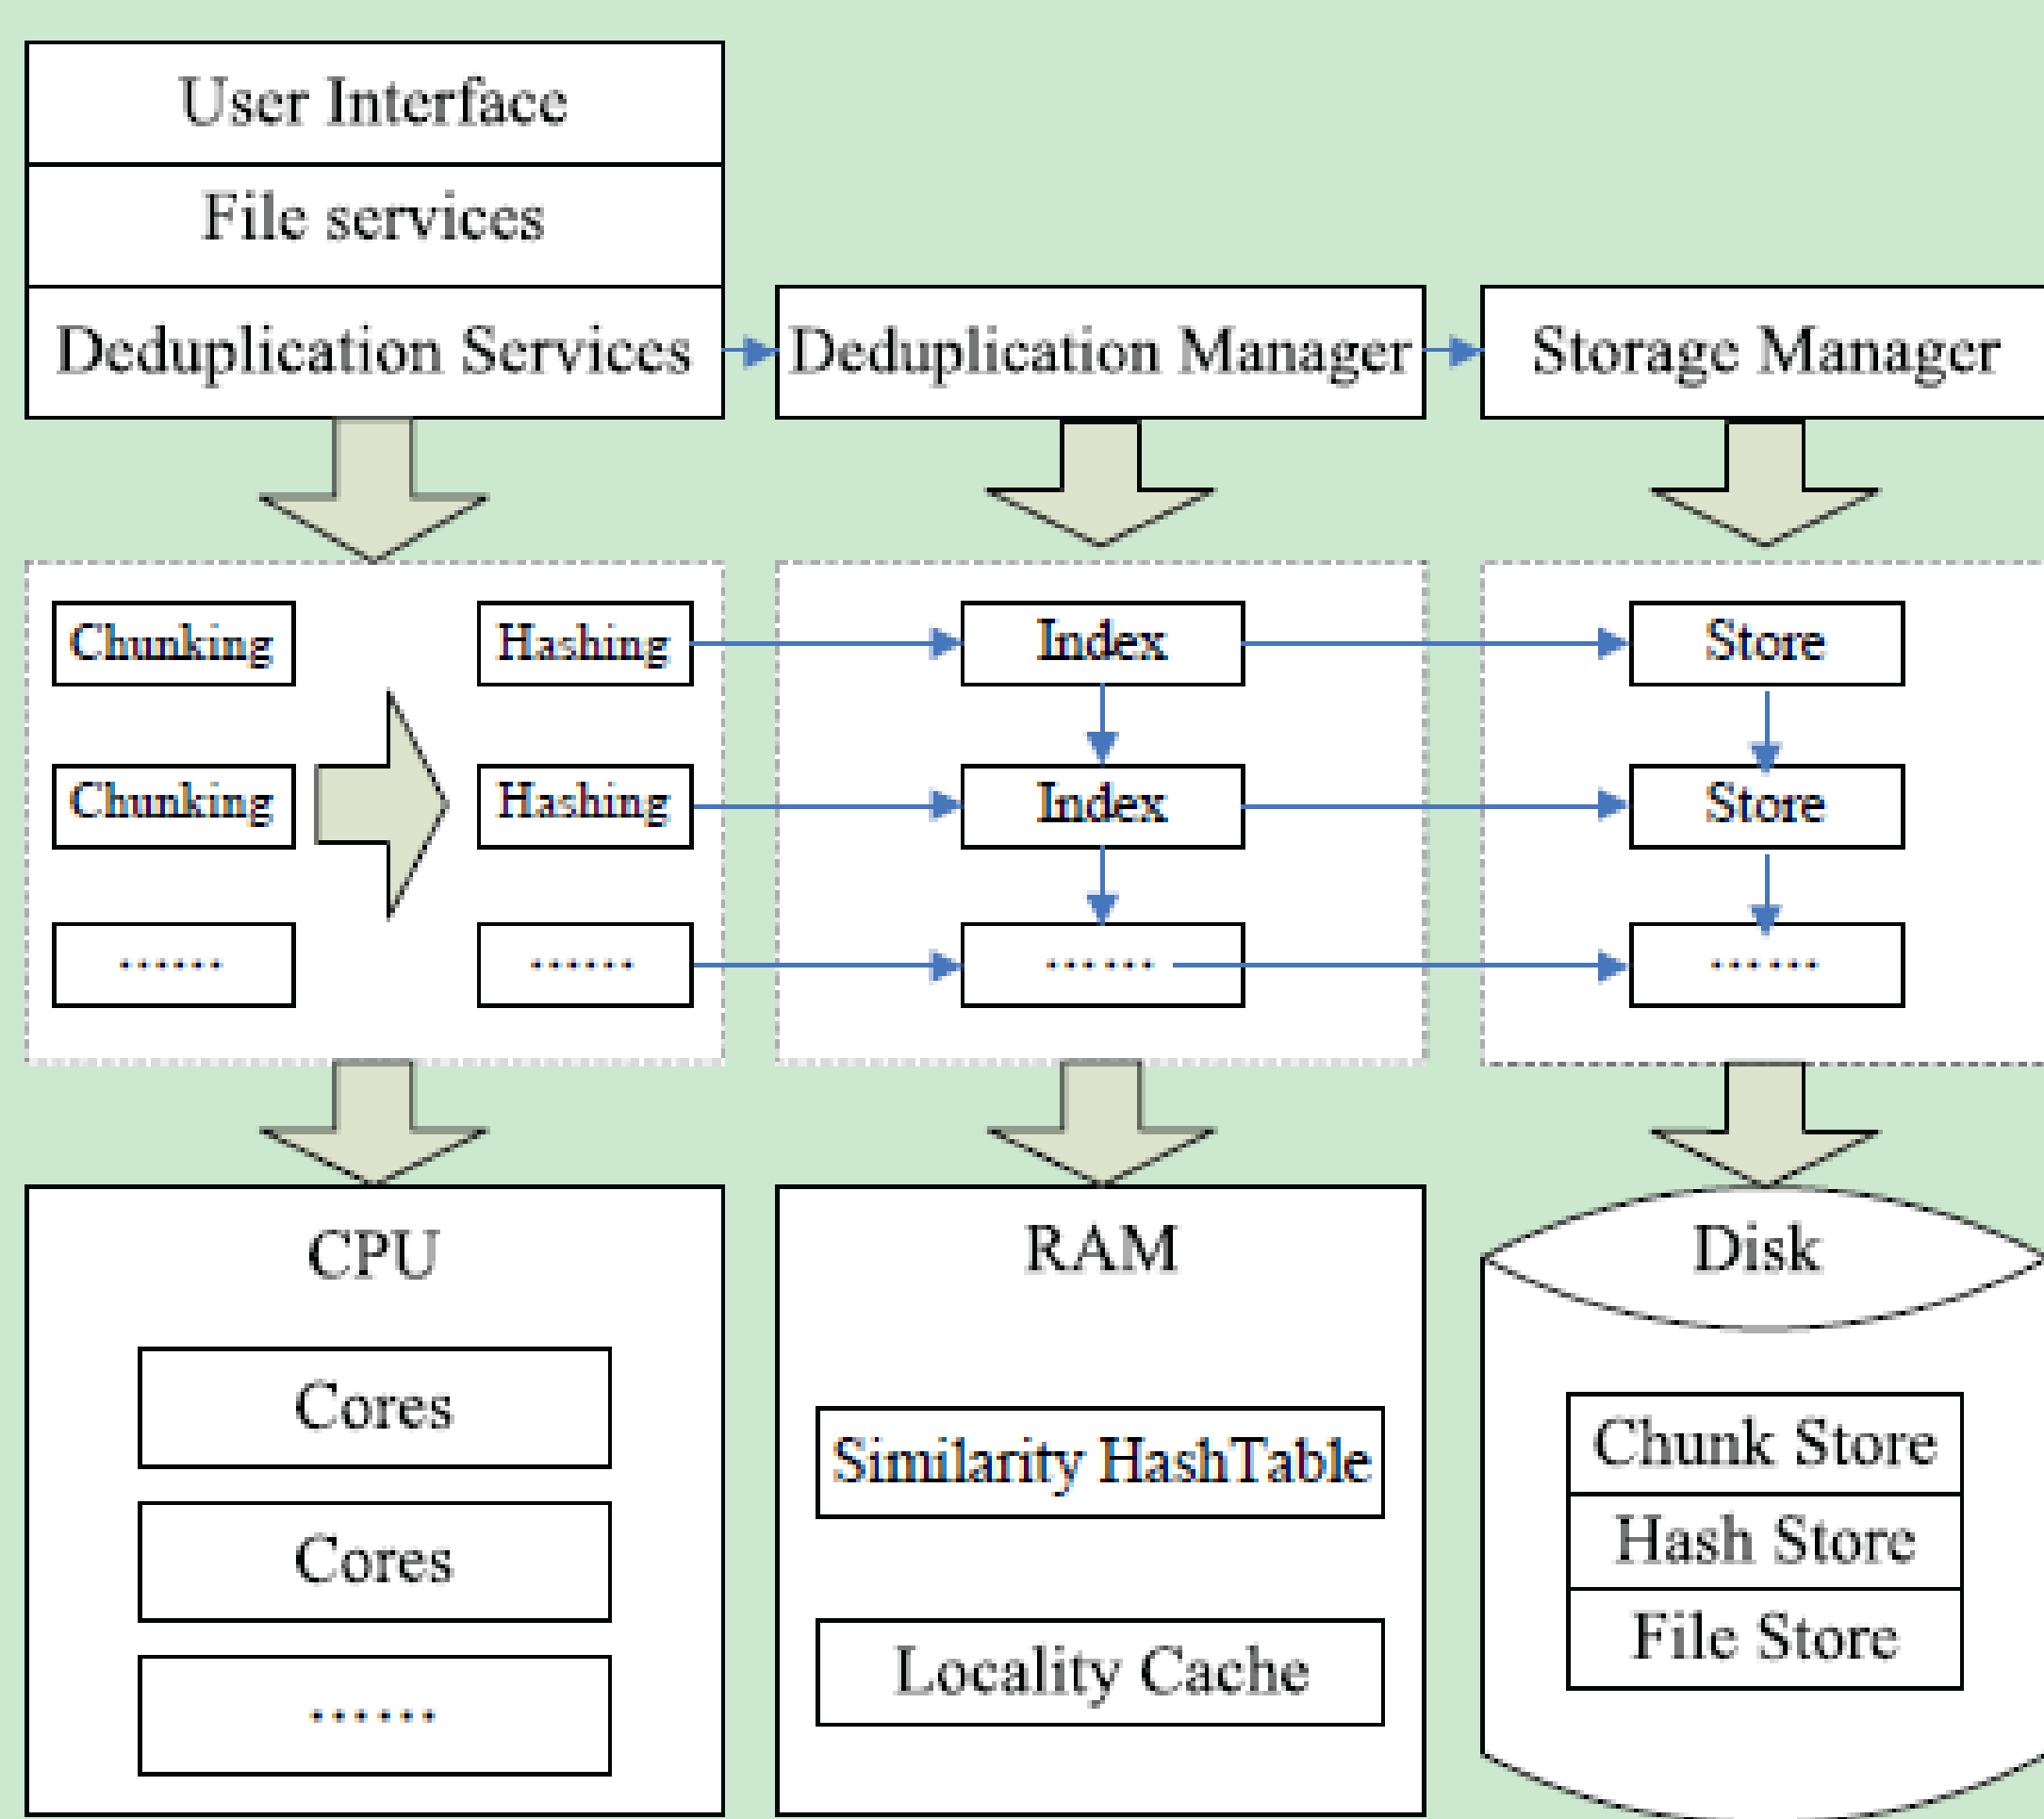 User Interface
File services
Deduplication Services
Deduplication Manager
Storage Manager
Chunking
Hashing
Index
Store
Chunking
Hashing
Index
Store
......
......
......
......
CPU
RAM
Disk
Cores
Cores
......
Similarity HashTable
Locality Cache
Chunk Store
Hash Store
File Store